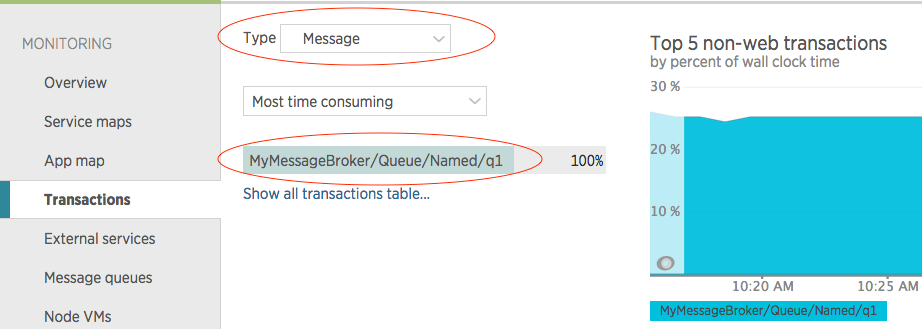 MONITORING
Overview
Service maps
App map
Transactions
External services
Message queues
Node VMs
Type Message
Most time consuming
MyMessageBroker/Queue/Named/q1 100%
Show all transactions table...
Top 5 non-web transactions
by percent of wall clock time
30 %
20 %
10 %
10:20 AM 10:25 AM
MyMessageBroker/Queue/Named/q1